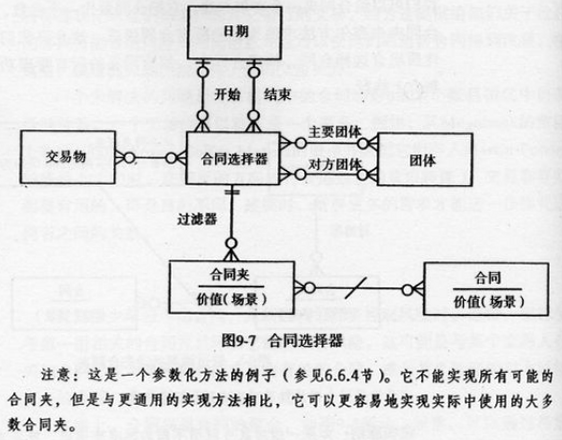 日期
开始 结束
主要团体
交易物 合同选择器 团体
对方团体
过滤器
合同夹 合同
价值(场景) 价值(场景)
图9-7 合同选择器
注意：这是一个参数化方法的例子（参见6.6.4节）。它不能实现所有可能的
合同夹，但是与更通用的实现方法相比，它可以更容易地实现实际中使用的大多
数合同夹。